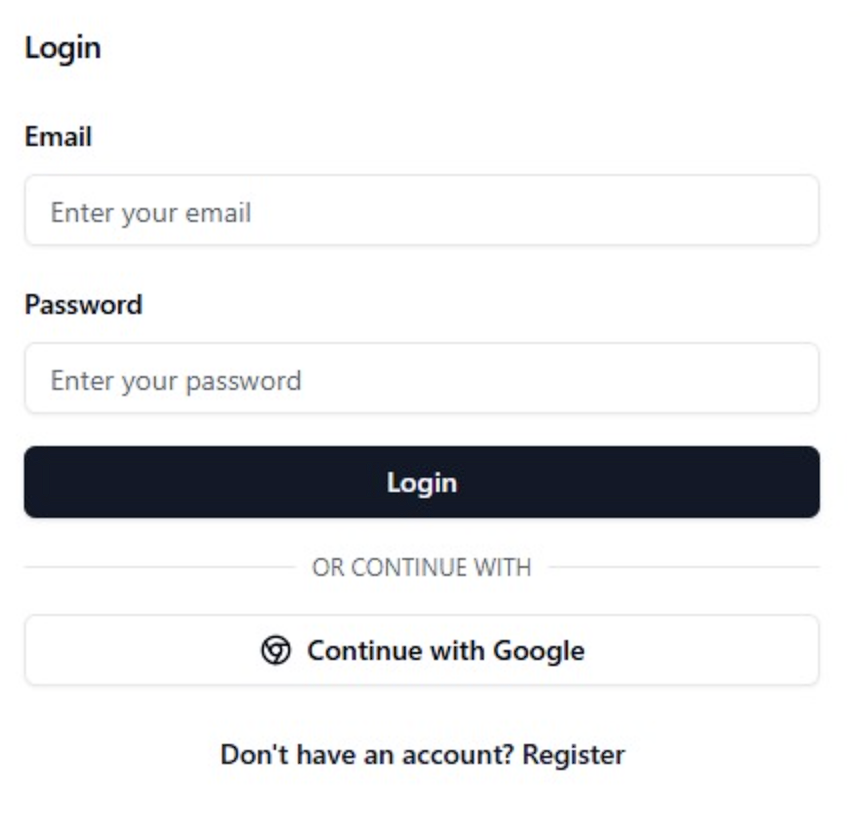 Login
Email
Enter your email
Password
Enter your password
Login
OR CONTINUE WITH
Continue with Google
Don't have an account? Register